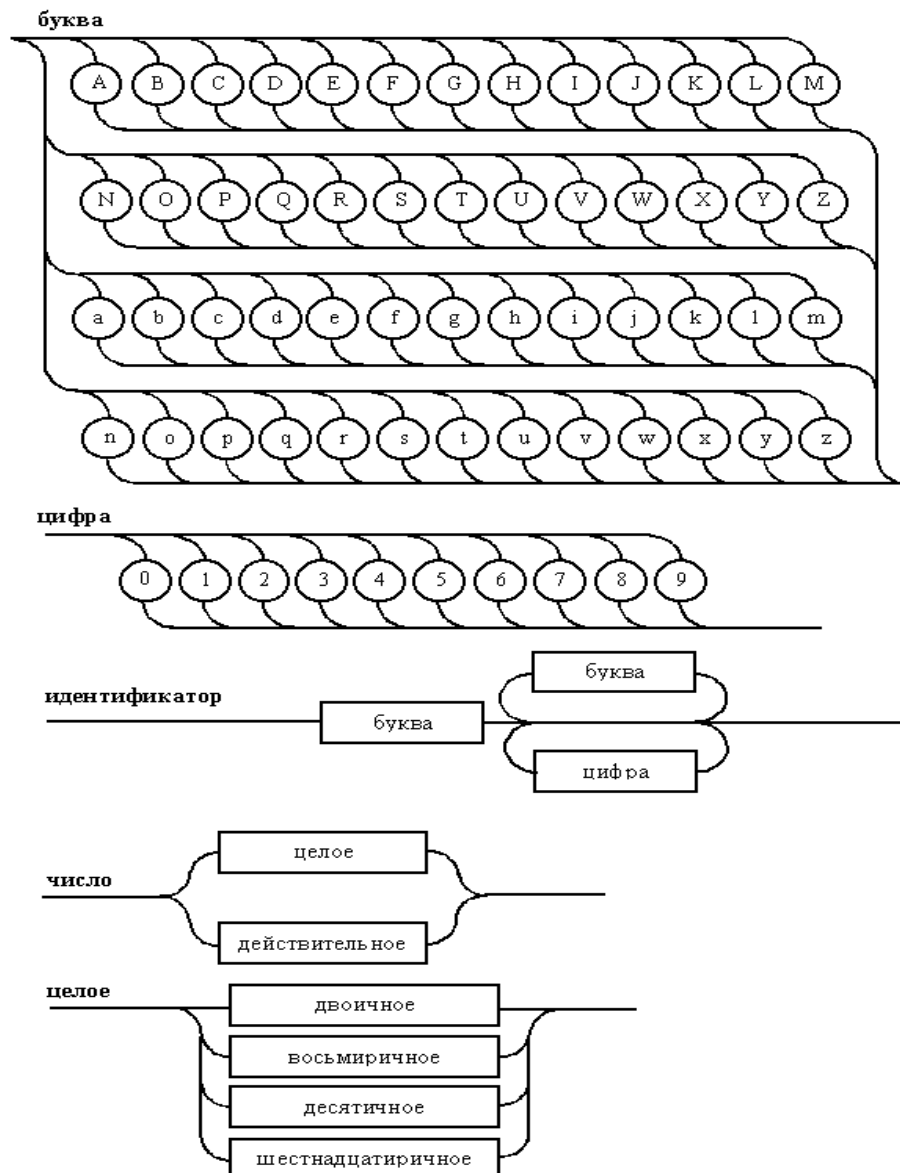 буква
A B C D E F G H I J K L M
N O P Q R S T U V W X Y Z
a b c d e f g h i j k l m
n o p q r s t u v w x y z
цифра
0 1 2 3 4 5 6 7 8 9
буква
идентификатор
буква
цифра
целое
число
действительное
целое
двоичное
восьмиричное
десятичное
шестнадцатиричное